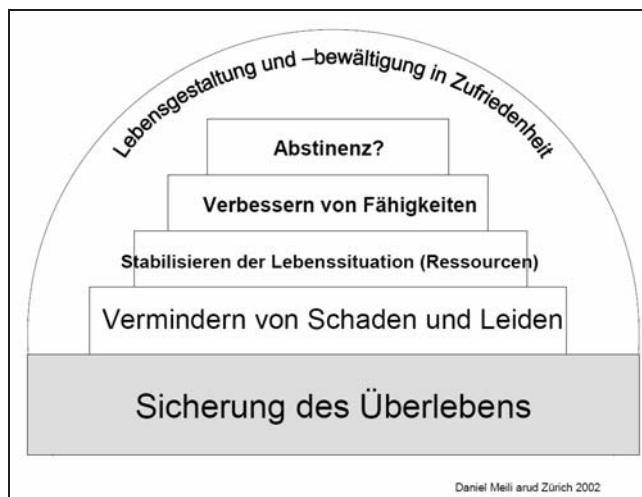 Lebensgestaltung und –bewältigung in Zufriedenheit
Abstinenz?
Verbessern von Fähigkeiten
Stabilisieren der Lebenssituation (Ressourcen)
Vermindern von Schaden und Leiden
Sicherung des Überlebens
Daniel Meili arud Zürich 2002